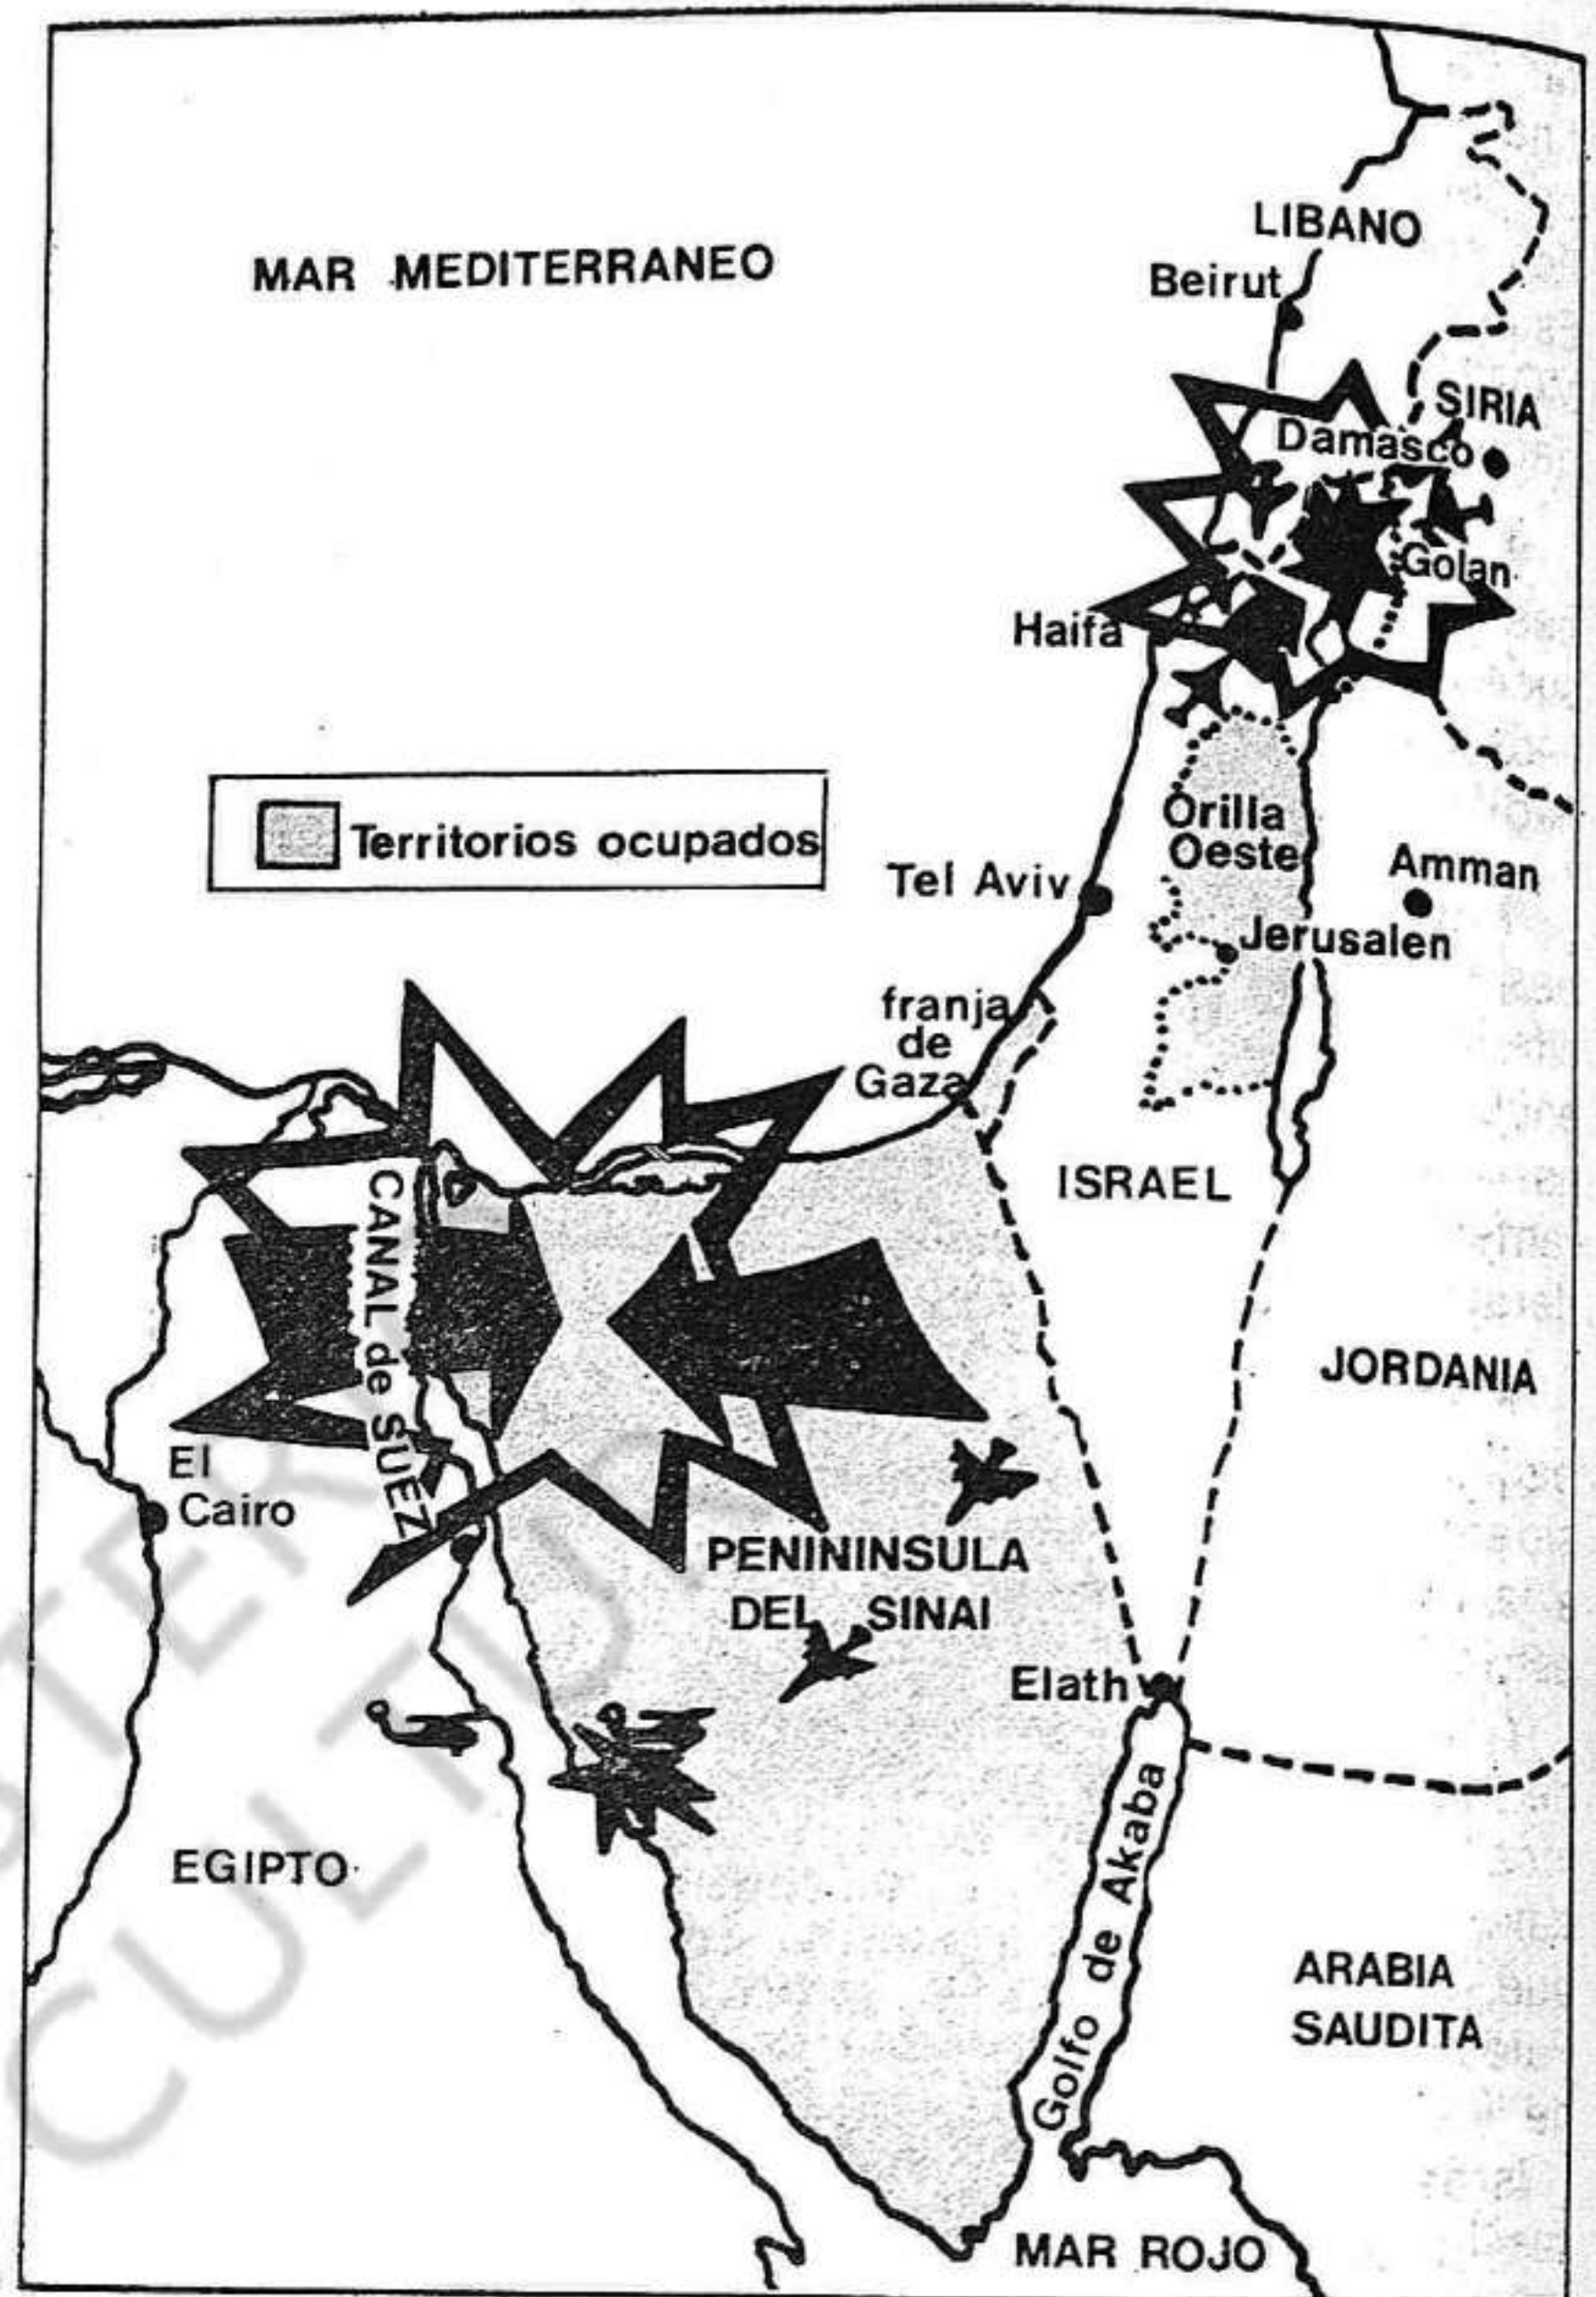 MAR MEDITERRANEO
LIBANO
Beirut
SIRIA
Damasco
Golan
Haifa
Territorios ocupados
Orilla
Oeste
Tel Aviv
Amman
Jerusalen
franja
de
Gaza
ISRAEL
CANAL de SUEZ
JORDANIA
El
Cairo
PENININSULA
DEL SINAI
Elath
Golfo de Akaba
EGIPTO
ARABIA
SAUDITA
MAR ROJO
CULTUR